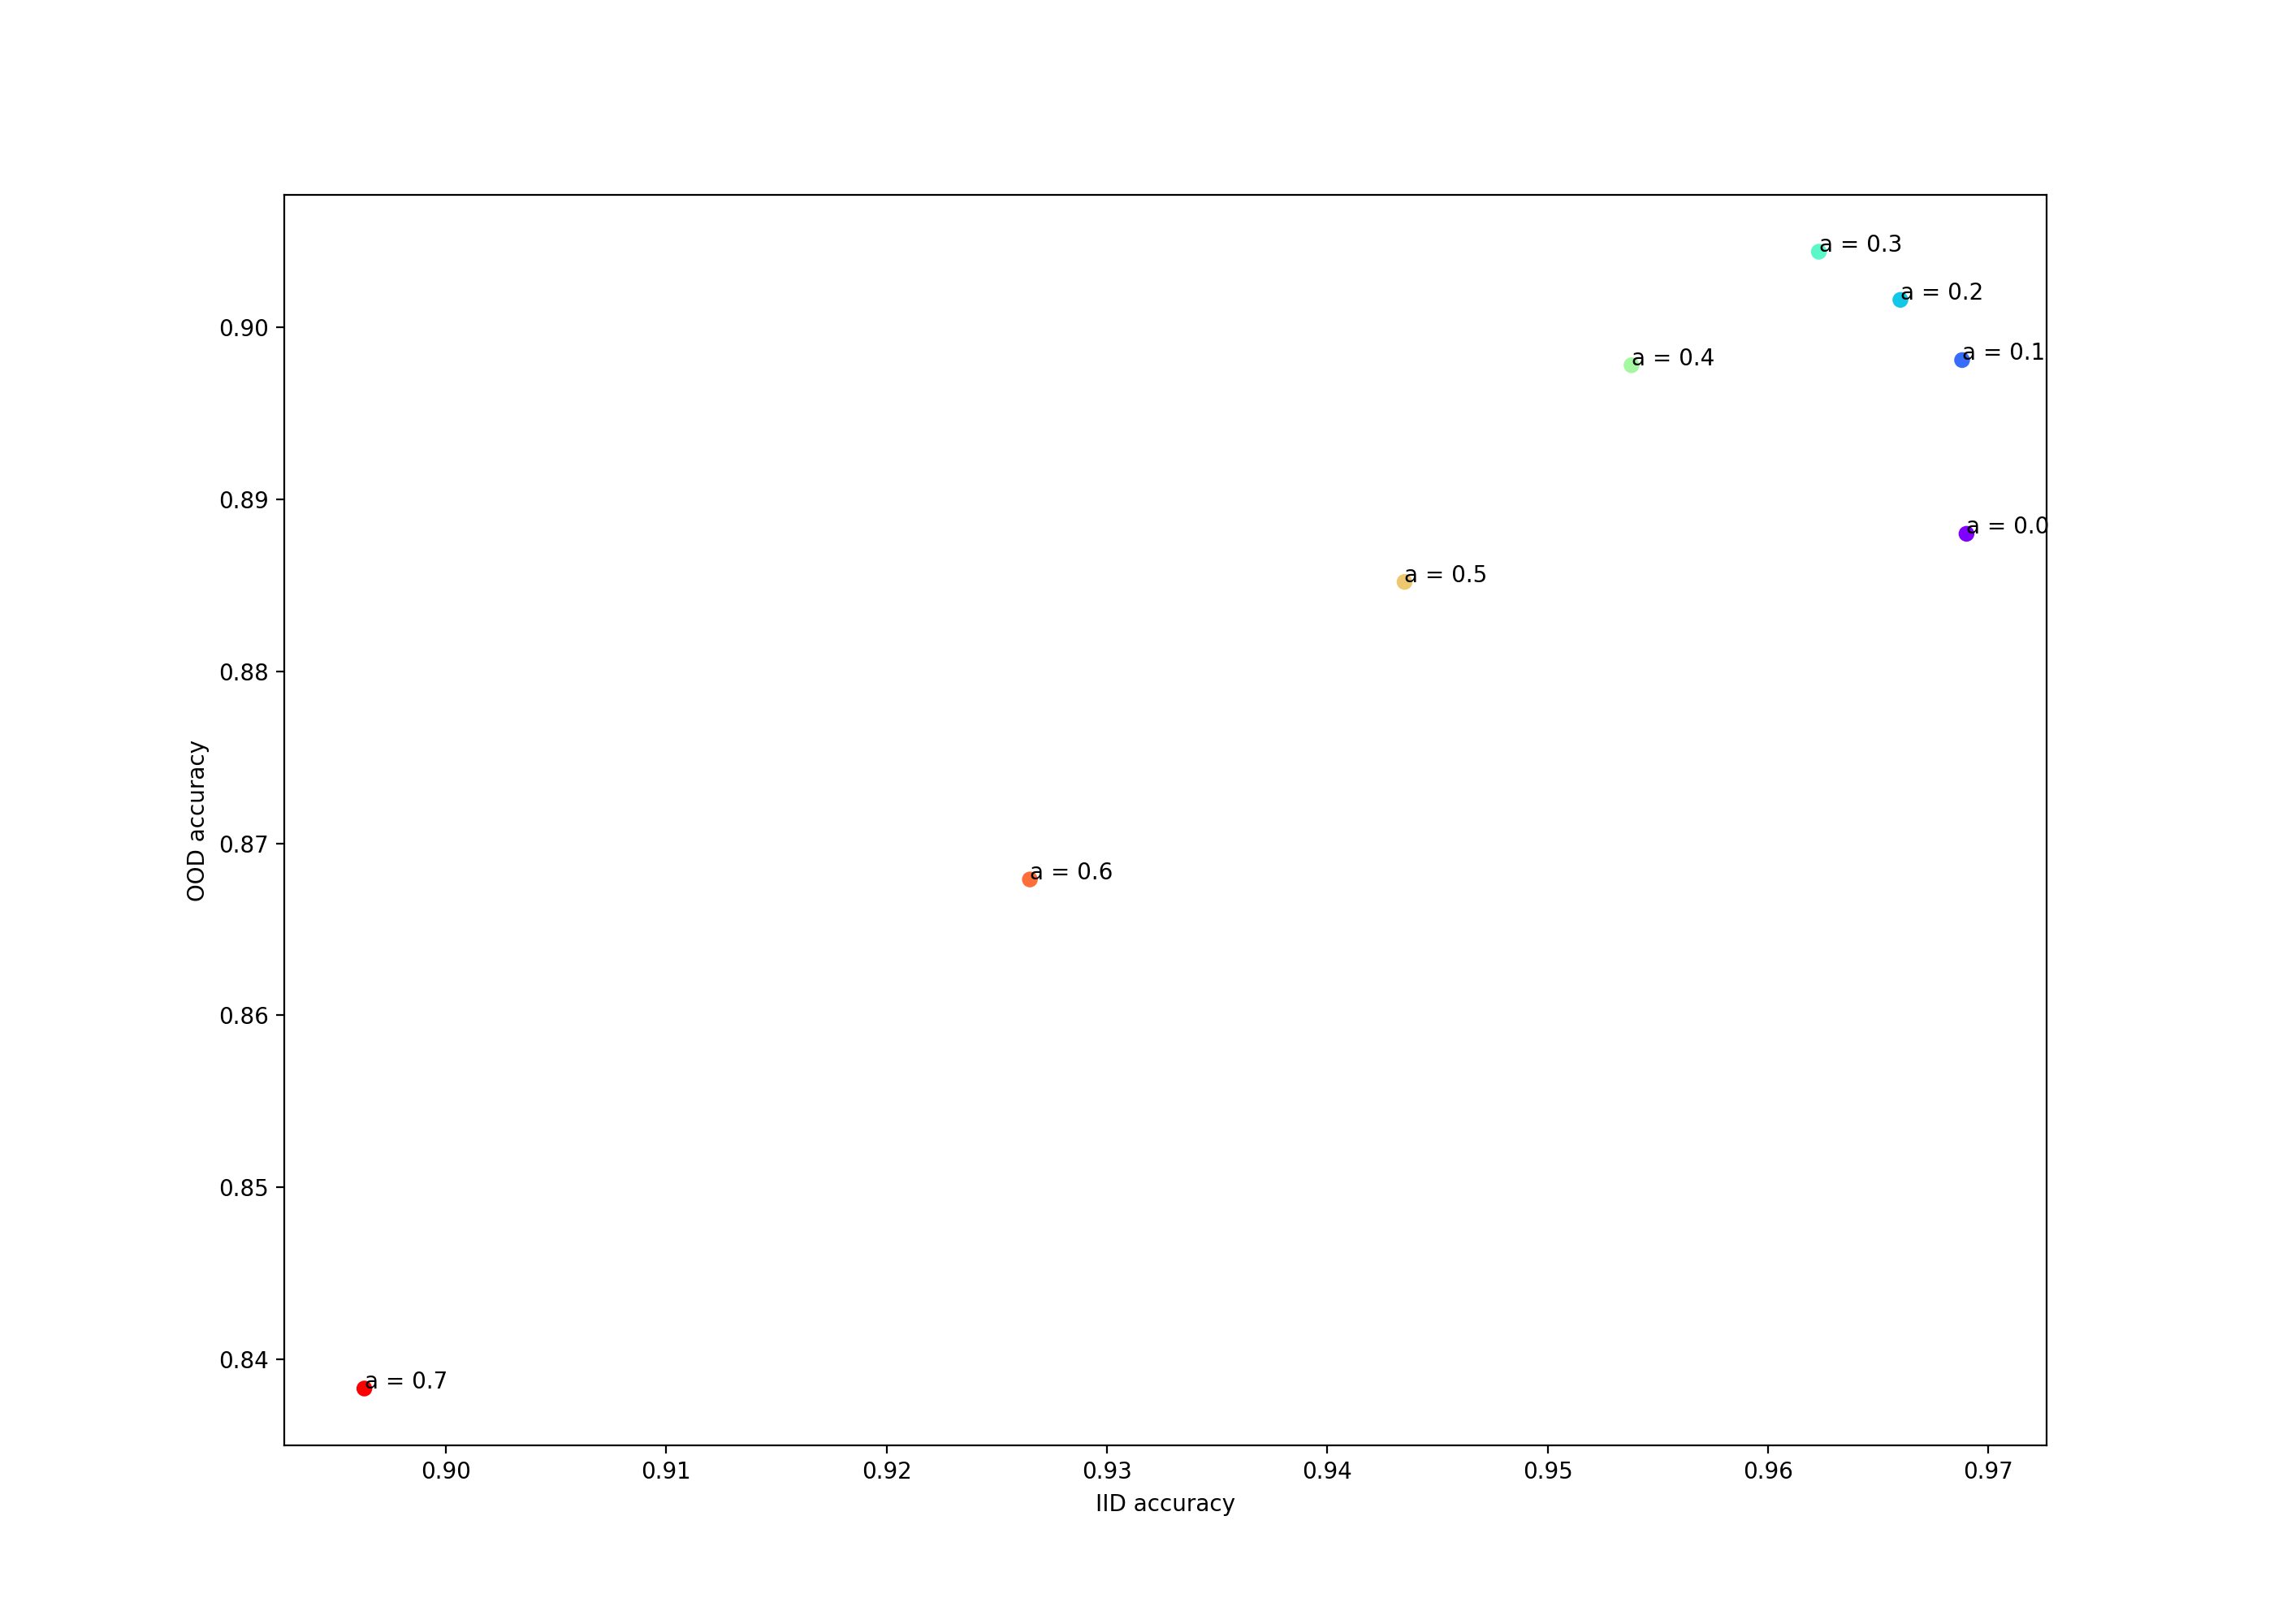 a = 0.3
a = 0.2
0.90
a = 0.1
a = 0.4
0.89
a = 0.0
a = 0.5
0.88
OOD accuracy
0.87
a = 0.6
0.86
0.85
0.84
a = 0.7
0.90 0.91 0.92 0.93 0.94 0.95 0.96 0.97
IID accuracy